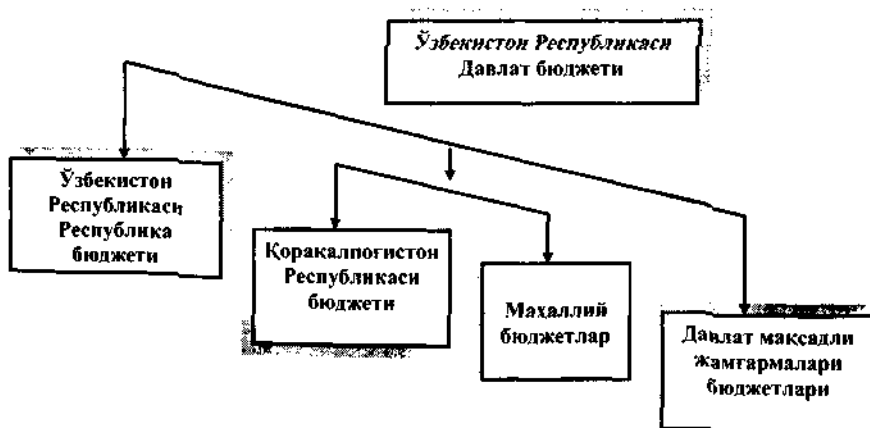 Ўзбекистон Республикаси
Давлат бюджети
Ўзбекистон
Республикаси
Республика
бюджети
Қорақалпоғистон
Республикаси
бюджети
Маҳаллий
бюджетлар
Давлат мақсадли
жамғармалари
бюджетлари